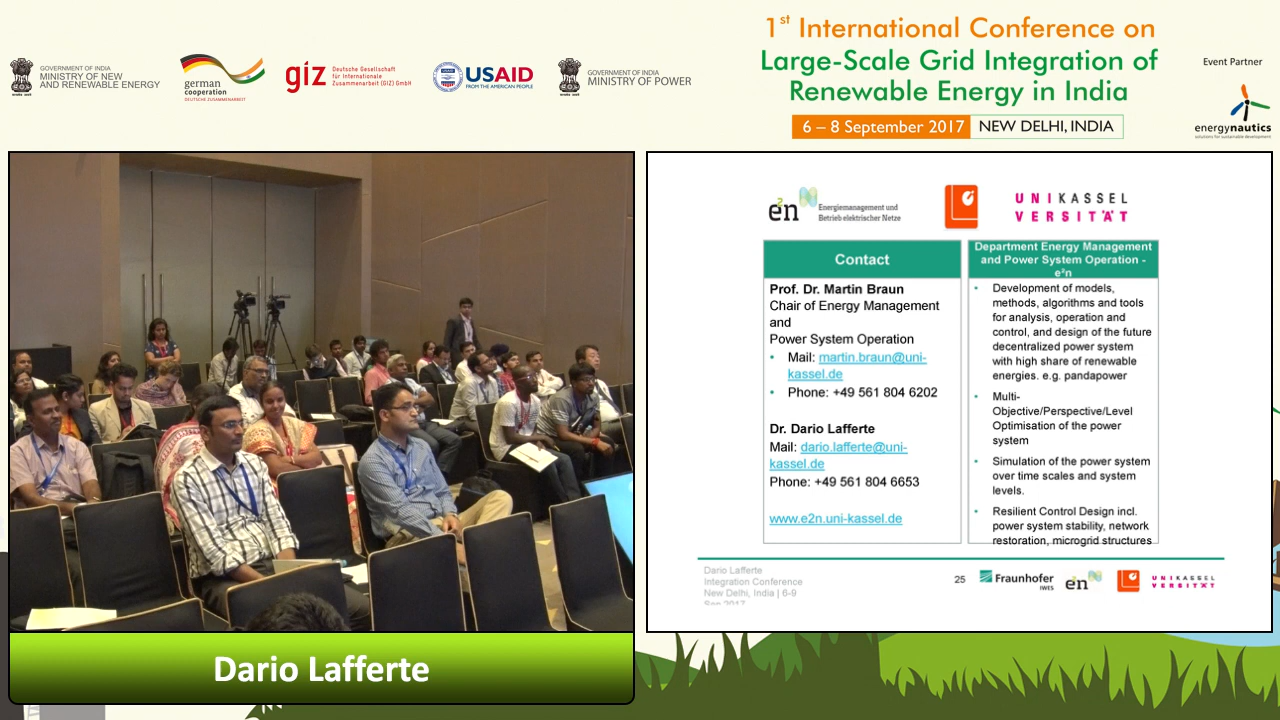 GOVERNMENT OF INDIA
MINISTRY OF NEW
AND RENEWABLE ENERGY
german
cooperation
DEUTSCHE ZUSAMMENARBEIT
giz
Deutsche Gesellschaft
für Internationale
Zusammenarbeit (GIZ) GmbH
USAID
FROM THE AMERICAN PEOPLE
GOVERNMENT OF INDIA
MINISTRY OF POWER
1st International Conference on
Large-Scale Grid Integration of
Renewable Energy in India
6 – 8 September 2017 NEW DELHI, INDIA
Event Partner
energynautics
solutions for sustainable development
e2n
Energiemanagement und
Betrieb elektrischer Netze
UNIKASSEL
VERSITÄT
Contact
Prof. Dr. Martin Braun
Chair of Energy Management
and
Power System Operation
• Mail: martin.braun@uni-
kassel.de
• Phone: +49 561 804 6202
Dr. Dario Lafferte
Mail: dario.lafferte@uni-
kassel.de
Phone: +49 561 804 6653
www.e2n.uni-kassel.de
Department Energy Management
and Power System Operation -
e²n
• Development of models,
methods, algorithms and tools
for analysis, operation and
control, and design of the future
decentralized power system
with high share of renewable
energies. e.g. pandapower
• Multi-
Objective/Perspective/Level
Optimisation of the power
system
• Simulation of the power system
over time scales and system
levels.
• Resilient Control Design incl.
power system stability, network
restoration, microgrid structures
Dario Lafferte
Integration Conference
New Delhi, India | 6-9
Sep 2017
25
Fraunhofer
IWES
e2n
UNIKASSEL
VERSITÄT
Dario Lafferte